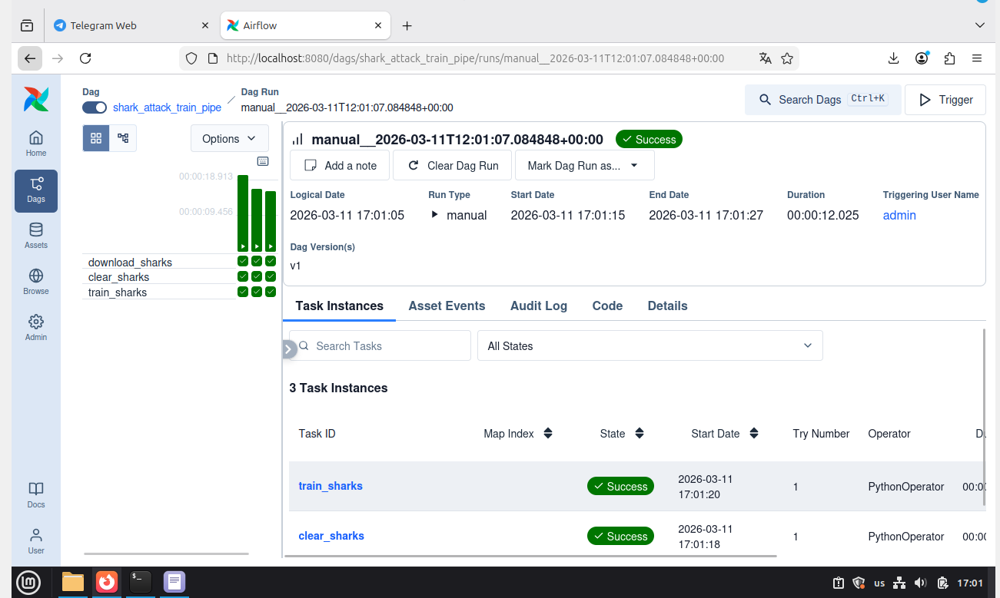 Telegram Web
Airflow
http://localhost:8080/dags/shark_attack_train_pipe/runs/manual__2026-03-11T12:01:07.084848+00:00
Dag
shark_attack_train_pipe
Dag Run
manual__2026-03-11T12:01:07.084848+00:00
Search Dags Ctrl+K
Trigger
Home
Dags
Assets
Browse
Admin
Docs
User
Options
00:00:18.913
00:00:09.456
download_sharks
clear_sharks
train_sharks
manual__2026-03-11T12:01:07.084848+00:00 Success
Add a note Clear Dag Run Mark Dag Run as...
Logical Date Run Type Start Date End Date Duration Triggering User Name
2026-03-11 17:01:05 manual 2026-03-11 17:01:15 2026-03-11 17:01:27 00:00:12.025 admin
Dag Version(s)
v1
Task Instances Asset Events Audit Log Code Details
Search Tasks All States
3 Task Instances
Task ID Map Index State Start Date Try Number Operator
train_sharks Success 2026-03-11 17:01:20 1 PythonOperator 00:00
clear_sharks Success 2026-03-11 17:01:18 1 PythonOperator 00:00
us 17:01